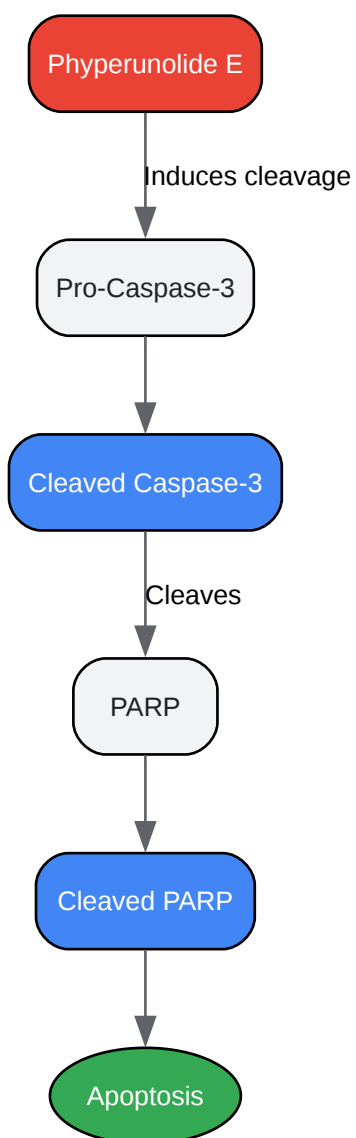 Phyperunolide E
Induces cleavage
Pro-Caspase-3
Cleaved Caspase-3
Cleaves
PARP
Cleaved PARP
Apoptosis